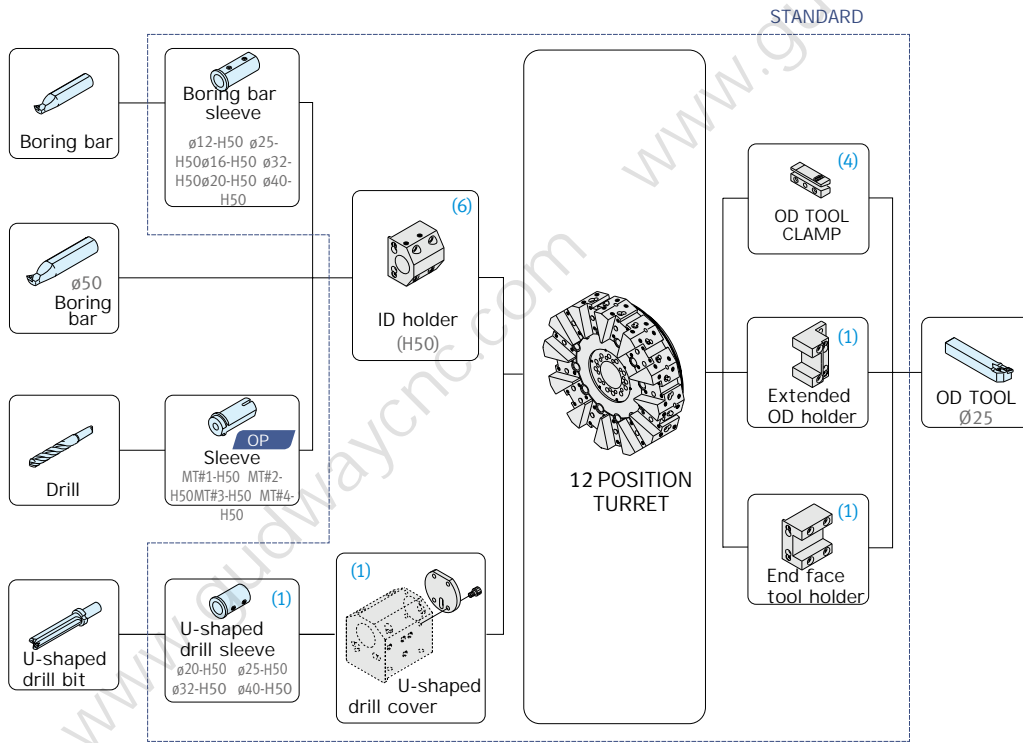 STANDARD
Boring bar
Boring bar
sleeve
ø12-H50 ø25-
H50ø16-H50 ø32-
H50ø20-H50 ø40-
H50
ø50
Boring
bar
(6)
ID holder
(H50)
Drill
OP
Sleeve
MT#1-H50 MT#2-
H50MT#3-H50 MT#4-
H50
U-shaped
drill bit
(1)
U-shaped
drill sleeve
ø20-H50 ø25-H50
ø32-H50 ø40-H50
(1)
U-shaped
drill cover
12 POSITION
TURRET
(4)
OD TOOL
CLAMP
(1)
Extended
OD holder
(1)
End face
tool holder
OD TOOL
Ø25
www.gudwaycnc.com
www.gu